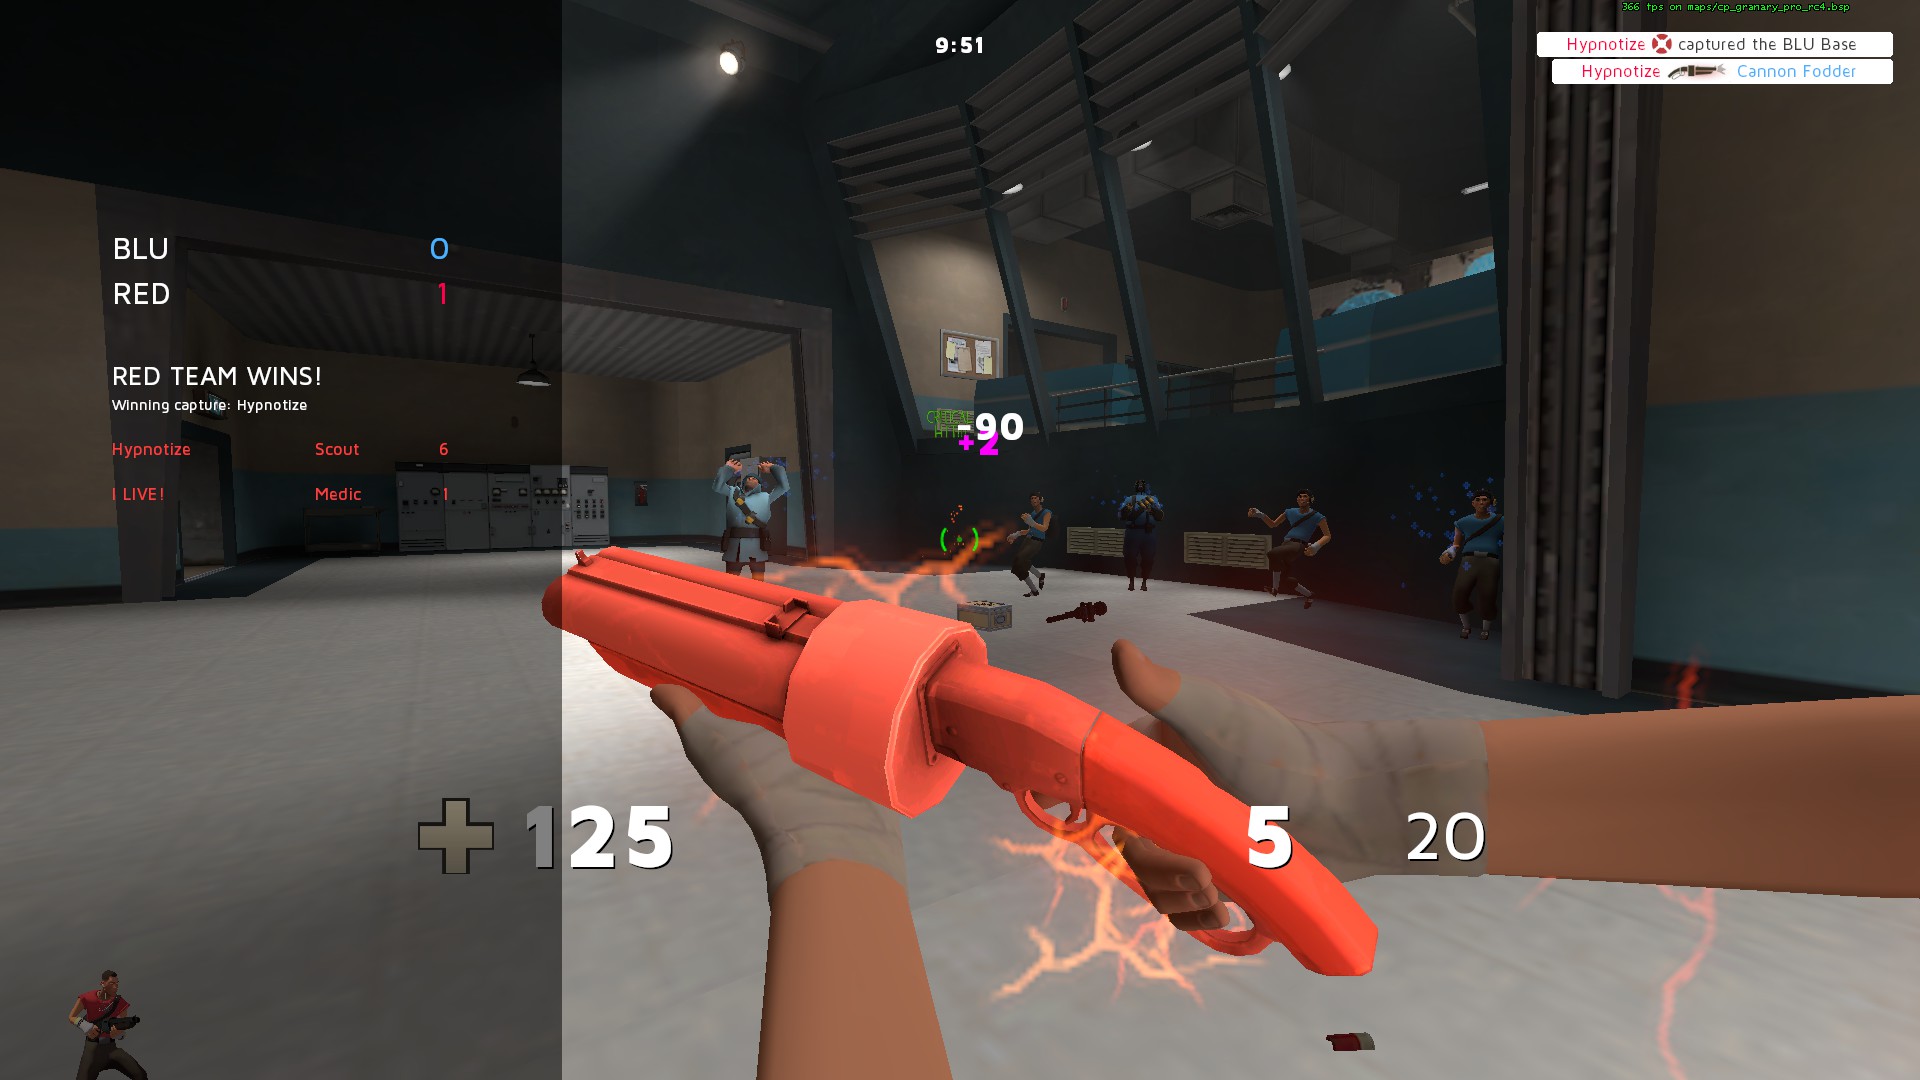 366 fps on maps/cp_granary_pro_rc4.bsp
9:51
Hypnotize captured the BLU Base
Hypnotize Cannon Fodder
BLU 0
RED 1
RED TEAM WINS!
Winning capture: Hypnotize
Hypnotize Scout 6
I LIVE! Medic 1
-90
+2
125
5 20